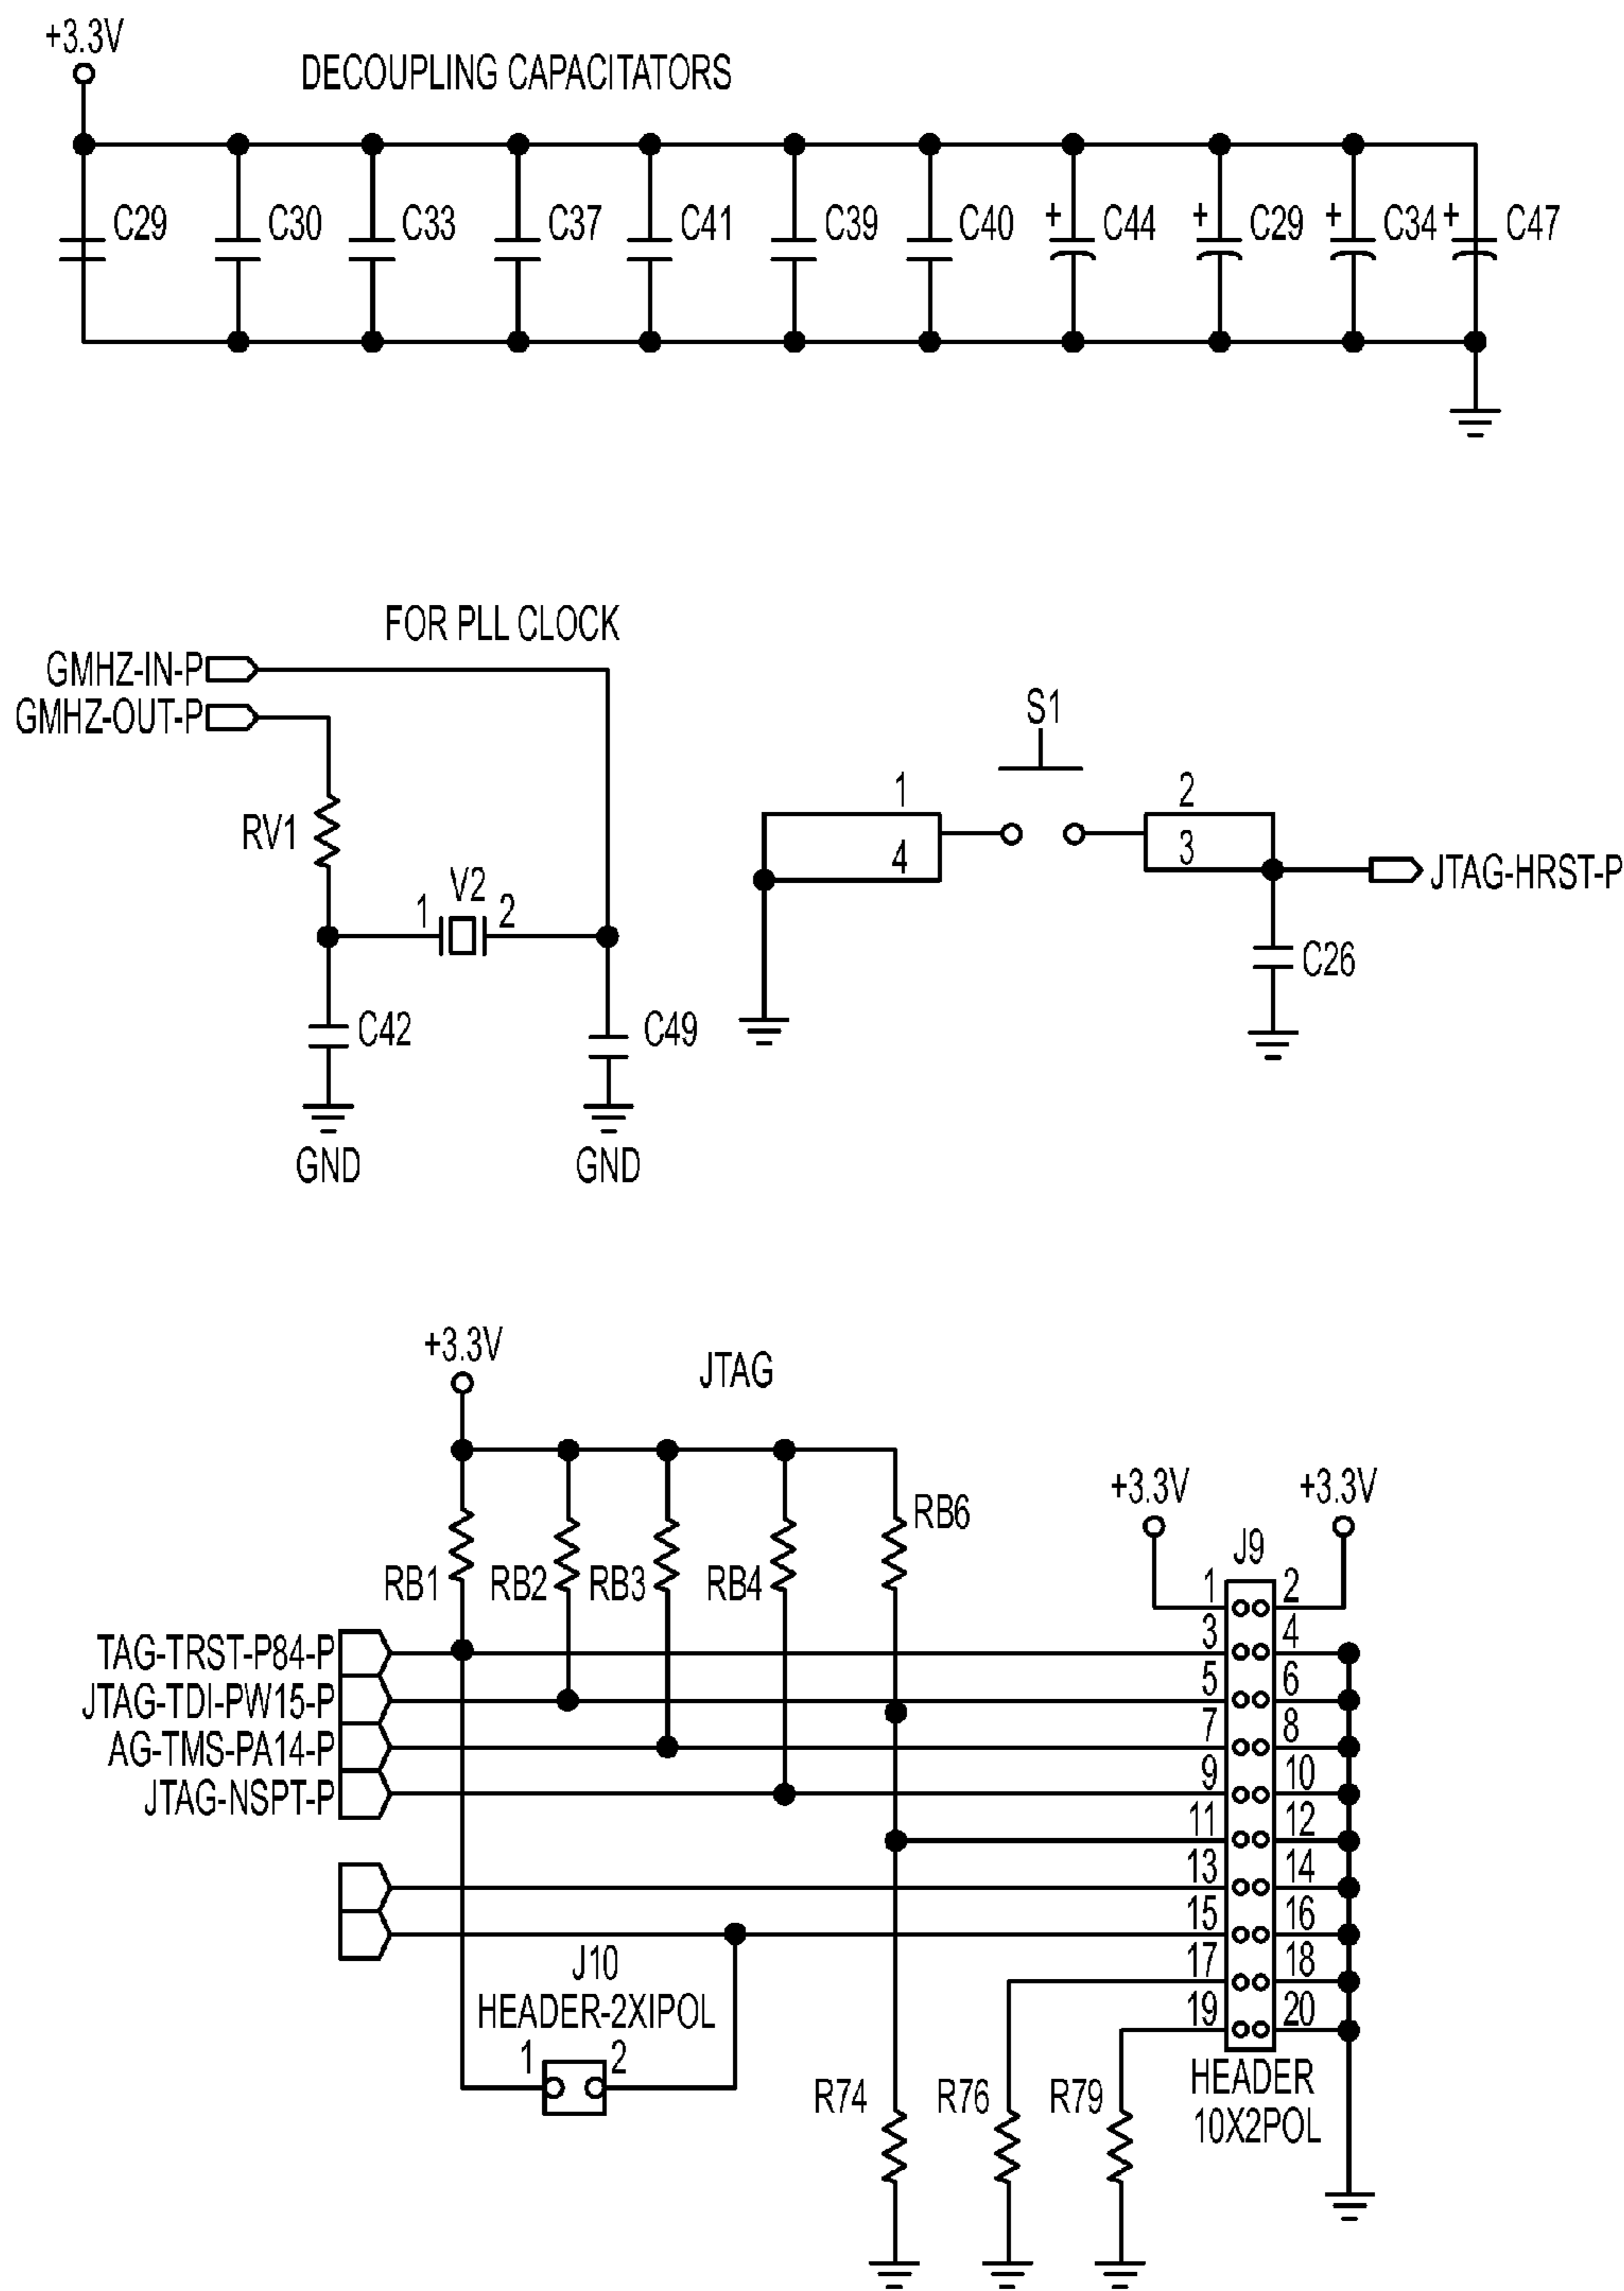 +3.3V
DECOUPLING CAPACITATORS
C29 C30 C33 C37 C41 C39 C40 + C44 + C29 + C34 + C47
FOR PLL CLOCK
GMHZ-IN-P
GMHZ-OUT-P
S1
RV1
1 2
4 3
JTAG-HRST-P
V2
1 2
C26
C42 C49
GND GND
+3.3V
JTAG
+3.3V +3.3V
RB6
J9
RB1 RB2 RB3 RB4
1 2
TAG-TRST-P84-P 3 4
JTAG-TDI-PW15-P 5 6
AG-TMS-PA14-P 7 8
JTAG-NSPT-P 9 10
11 12
13 14
15 16
J10
17 18
HEADER-2XIPOL
19 20
1 2
HEADER
10X2POL
R74 R76 R79